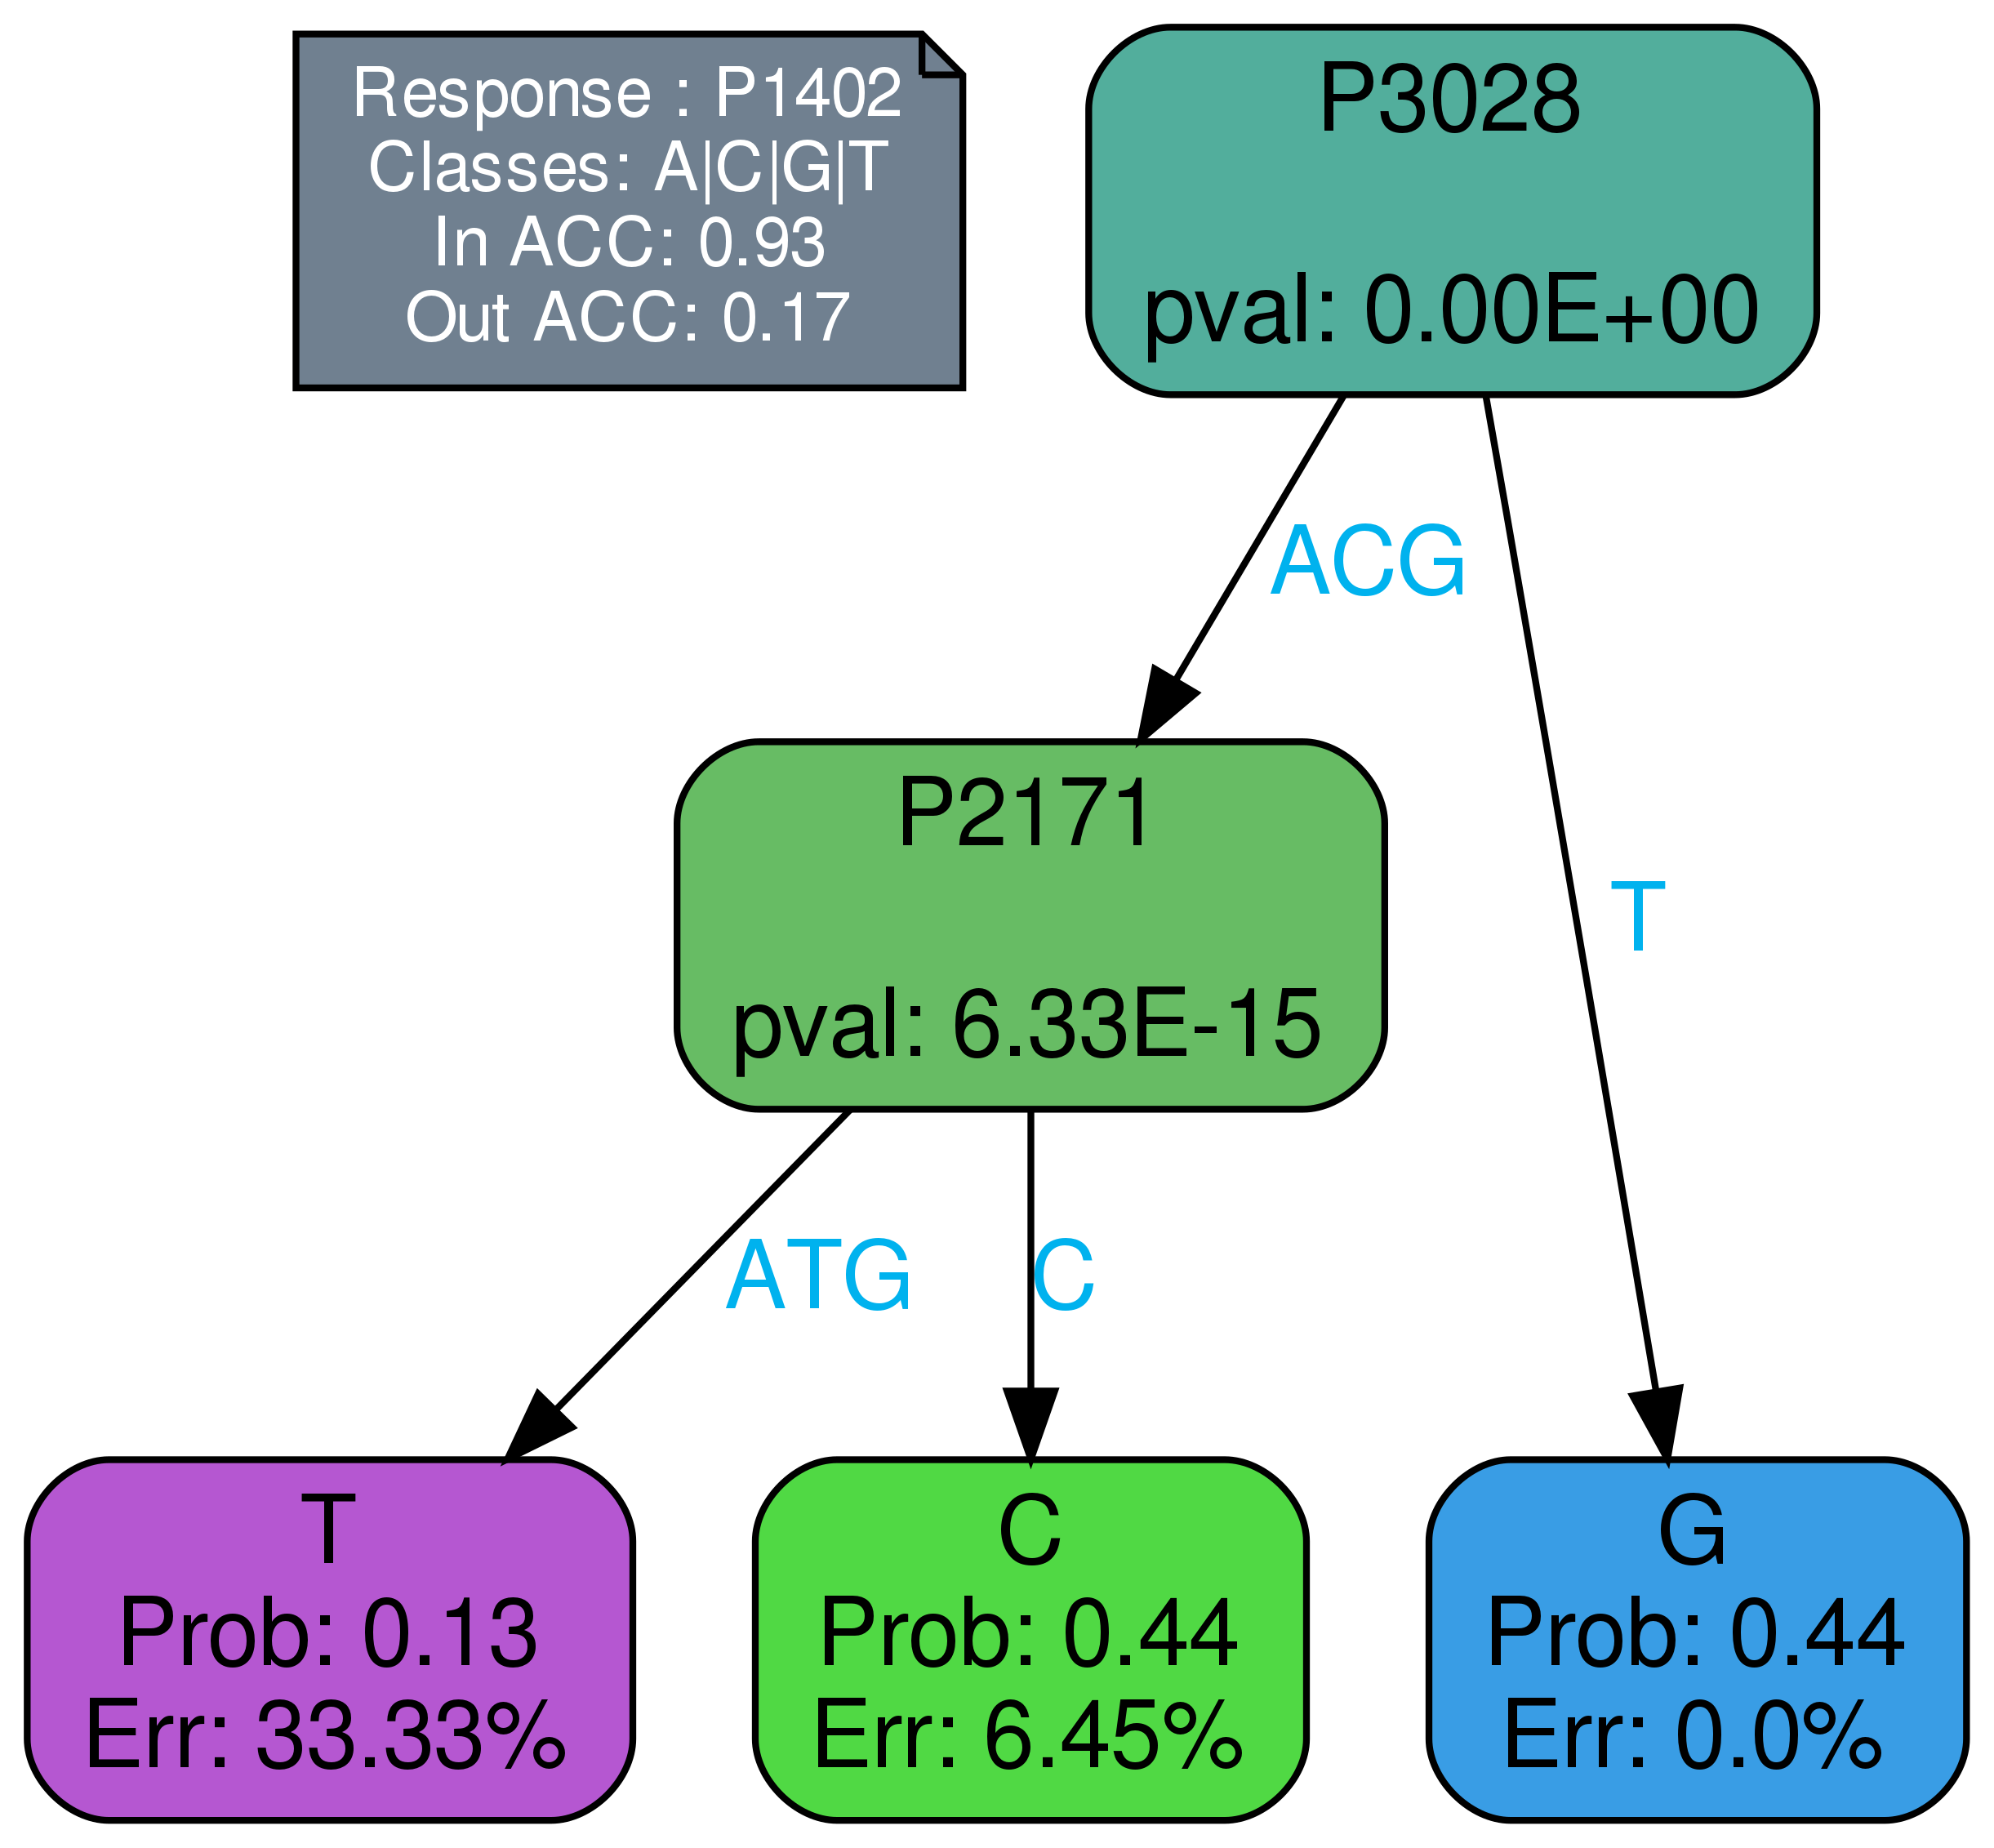 Response : P1402
Classes: A|C|G|T
In ACC: 0.93
Out ACC: 0.17
P3028
pval: 0.00E+00
ACG
T
P2171
pval: 6.33E-15
ATG
C
T
Prob: 0.13
Err: 33.33%
C
Prob: 0.44
Err: 6.45%
G
Prob: 0.44
Err: 0.0%